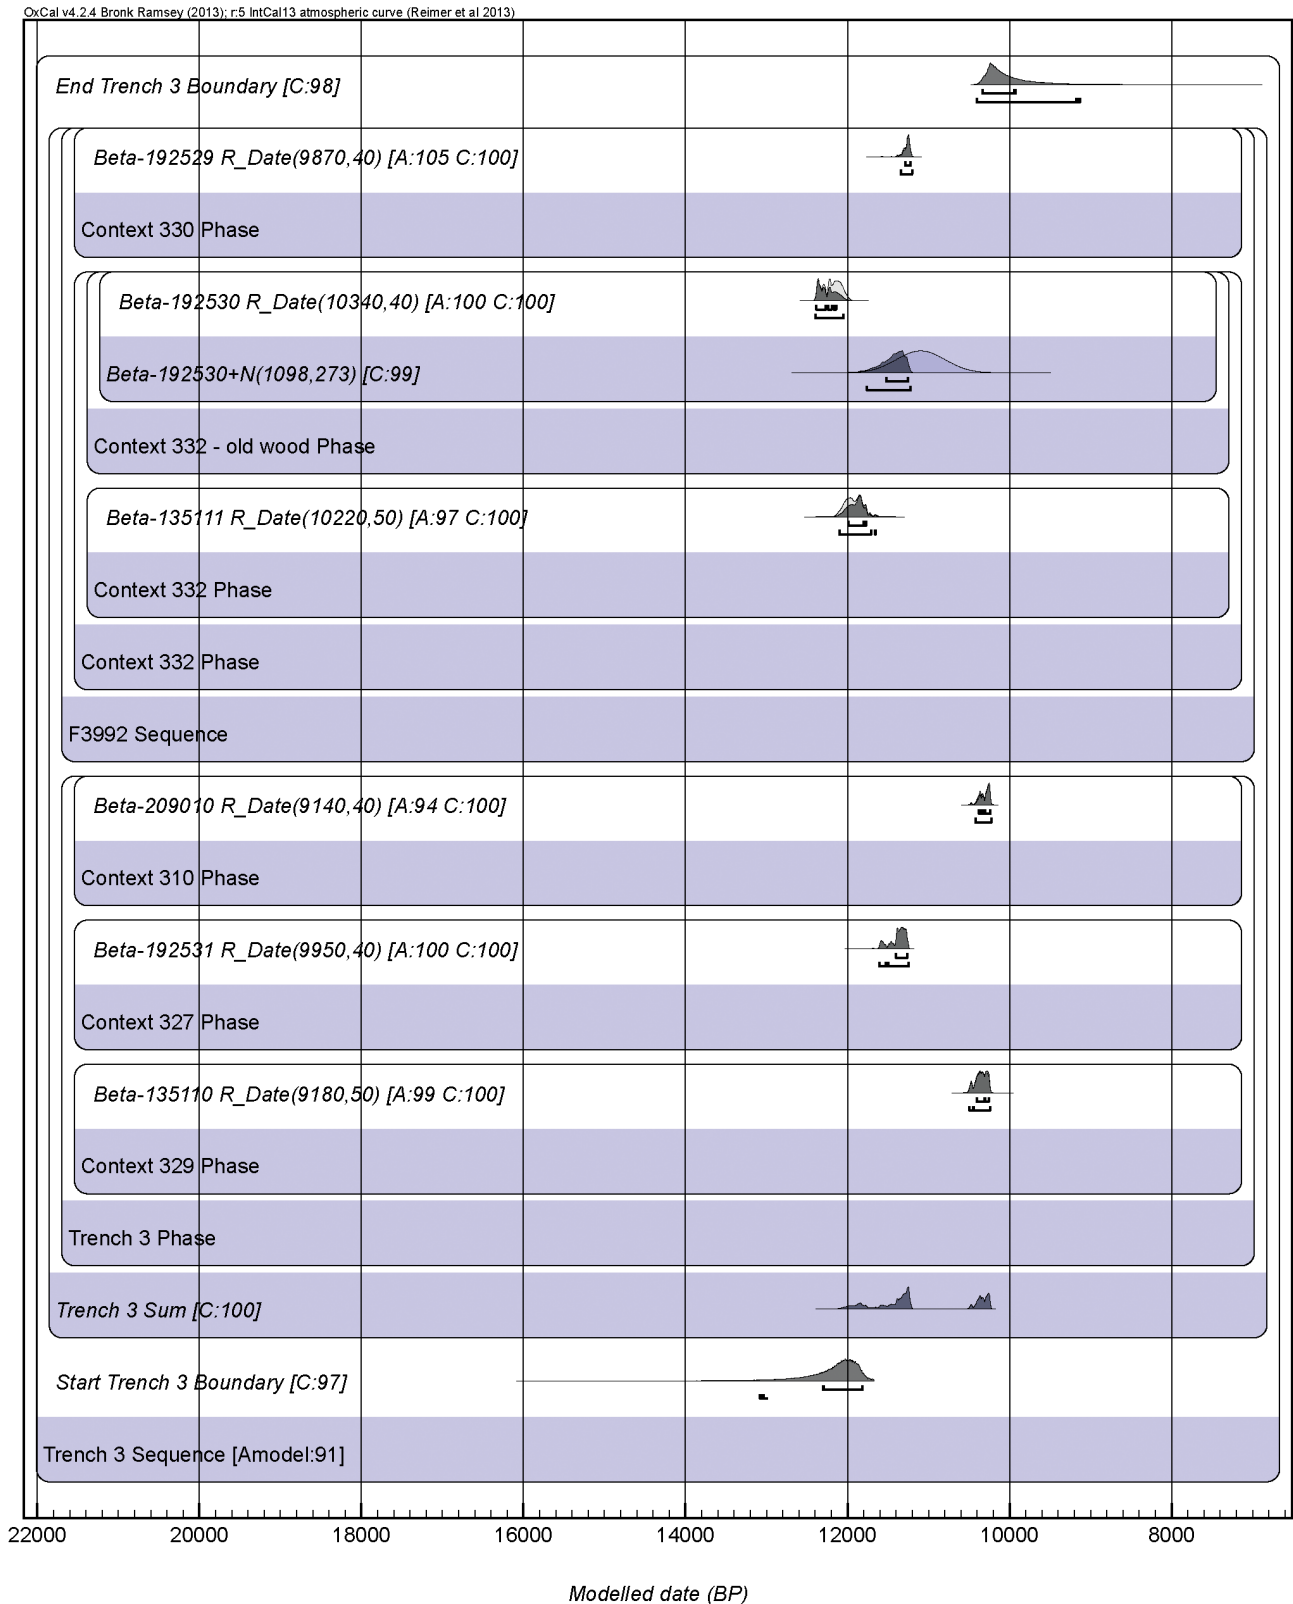 OxCal v4.2.4 Bronk Ramsey (2013); r:5 IntCal13 atmospheric curve (Reimer et al 2013)
End Trench 3 Boundary [C:98]
Beta-192529 R_Date(9870,40) [A:105 C:100]
Context 330 Phase
Beta-192530 R_Date(10340,40) [A:100 C:100]
Beta-192530+N(1098,273) [C:99]
Context 332 - old wood Phase
Beta-135111 R_Date(10220,50) [A:97 C:100]
Context 332 Phase
Context 332 Phase
F3992 Sequence
Beta-209010 R_Date(9140,40) [A:94 C:100]
Context 310 Phase
Beta-192531 R_Date(9950,40) [A:100 C:100]
Context 327 Phase
Beta-135110 R_Date(9180,50) [A:99 C:100]
Context 329 Phase
Trench 3 Phase
Trench 3 Sum [C:100]
Start Trench 3 Boundary [C:97]
Trench 3 Sequence [Amodel:91]
22000 20000 18000 16000 14000 12000 10000 8000
Modelled date (BP)